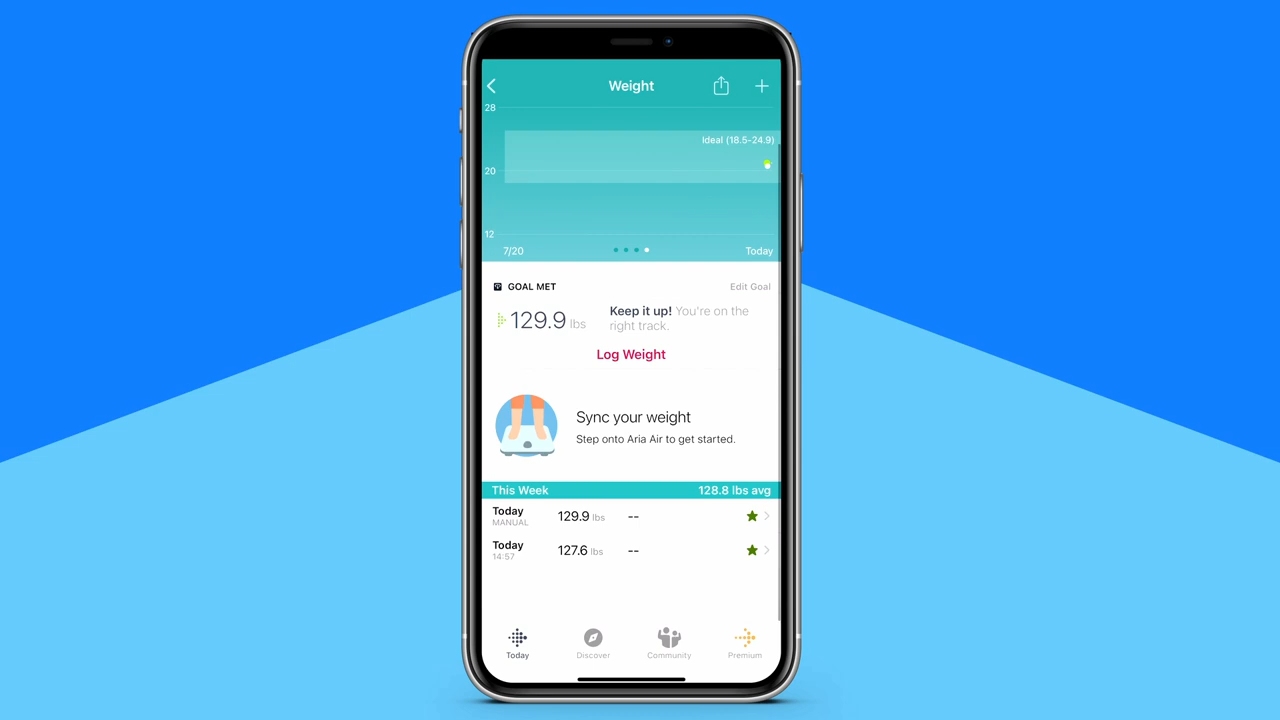 Weight
28
Ideal (18.5-24.9)
20
12
7/20
Today
GOAL MET
Edit Goal
129.9 lbs
Keep it up! You're on the
right track.
Log Weight
Sync your weight
Step onto Aria Air to get started.
This Week
128.8 lbs avg
Today
MANUAL
129.9 lbs
--
Today
14:57
127.6 lbs
--
Today
Discover
Community
Premium